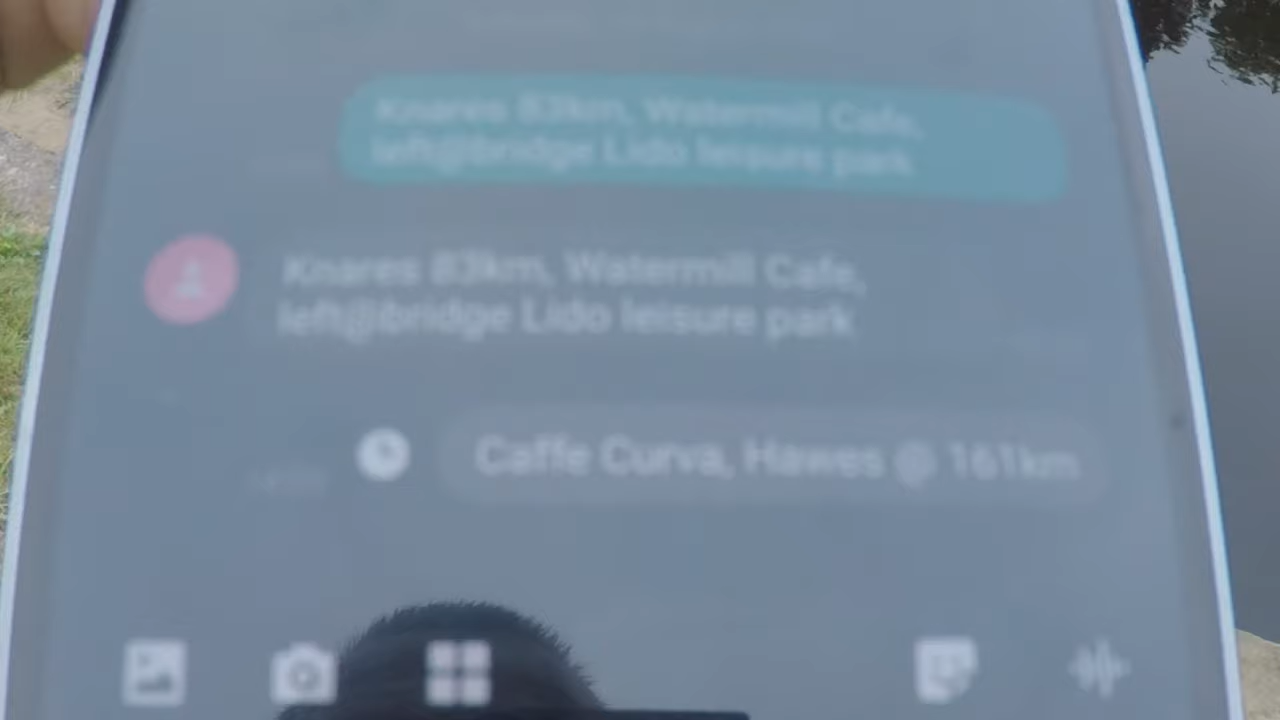 Knares 83km, Watermill Cafe,
left@bridge Lido leisure park
Knares 83km, Watermill Cafe,
left@bridge Lido leisure park
Caffe Curva, Hawes @ 161km